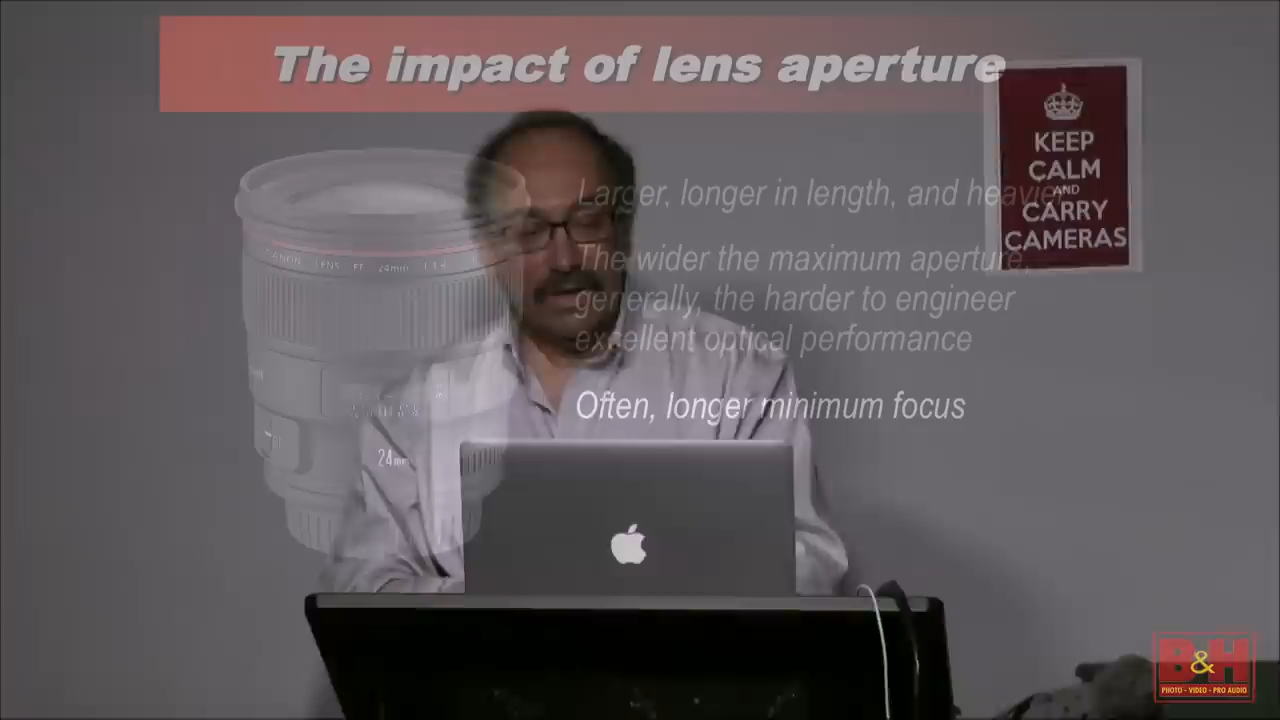 The impact of lens aperture
KEEP
CALM
AND
CARRY
CAMERAS
Larger, longer in length, and heavier
The wider the maximum aperture,
generally, the harder to engineer
excellent optical performance
Often, longer minimum focus
CANON LENS EF 24mm 1:1.4
24mm
B&H
PHOTO - VIDEO - PRO AUDIO